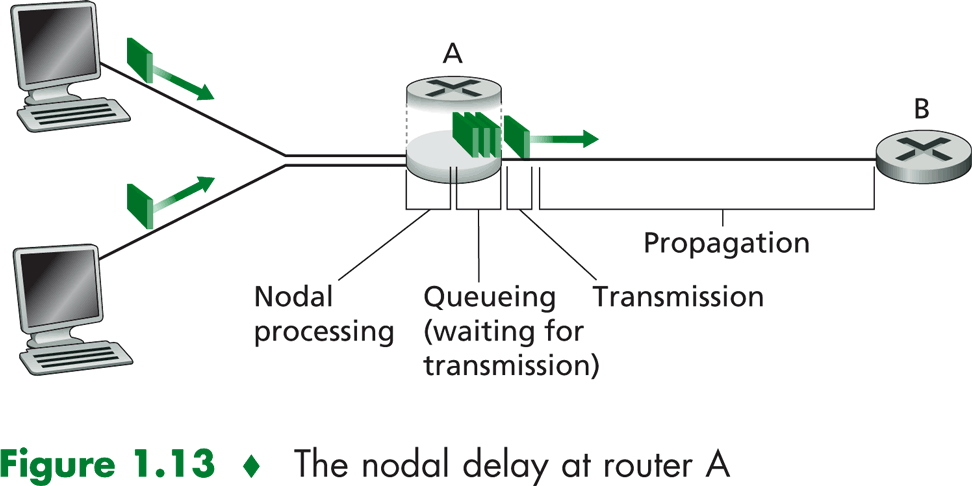 A
B
Propagation
Nodal
processing
Queueing
(waiting for
transmission)
Transmission
Figure 1.13 ♦ The nodal delay at router A